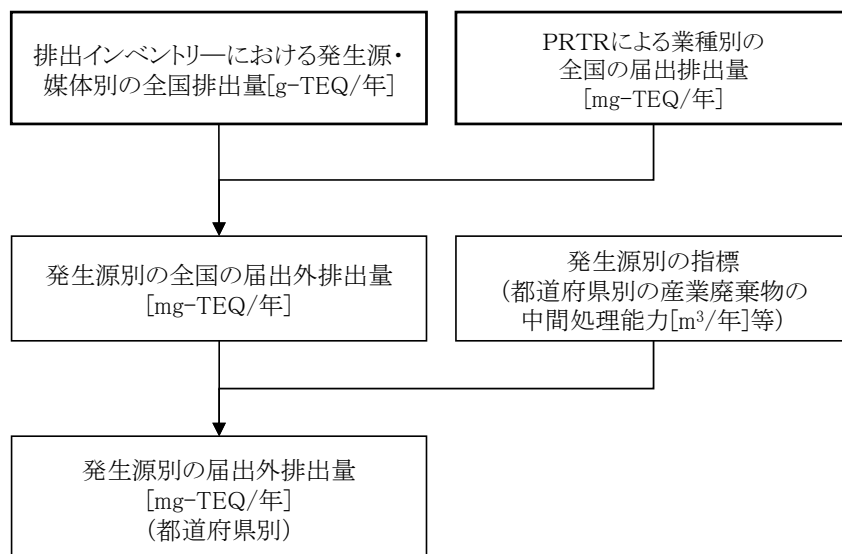 排出インベントリーにおける発生源・
媒体別の全国排出量[g-TEQ/年]
PRTRによる業種別の
全国の届出排出量
[mg-TEQ/年]
発生源別の全国の届出外排出量
[mg-TEQ/年]
発生源別の指標
(都道府県別の産業廃棄物の
中間処理能力[m³/年]等)
発生源別の届出外排出量
[mg-TEQ/年]
(都道府県別)